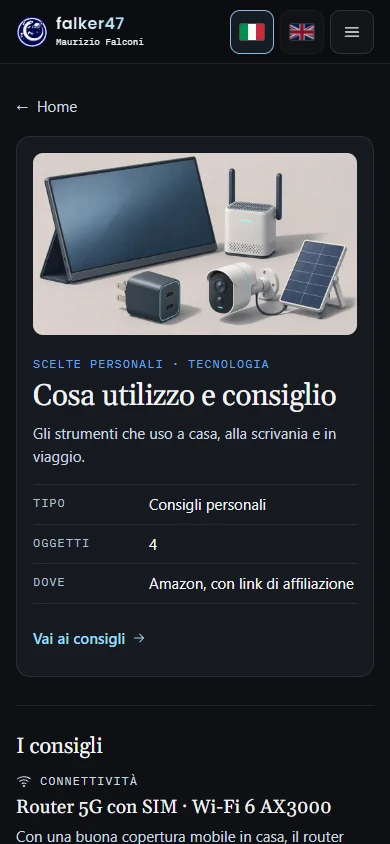 falker47
Maurizio Falconi
← Home
SCELTE PERSONALI · TECNOLOGIA
Cosa utilizzo e consiglio
Gli strumenti che uso a casa, alla scrivania e in
viaggio.
TIPO Consigli personali
OGGETTI 4
DOVE Amazon, con link di affiliazione
Vai ai consigli →
I consigli
CONNETTIVITÀ
Router 5G con SIM · Wi-Fi 6 AX3000
Con una buona copertura mobile in casa, il router